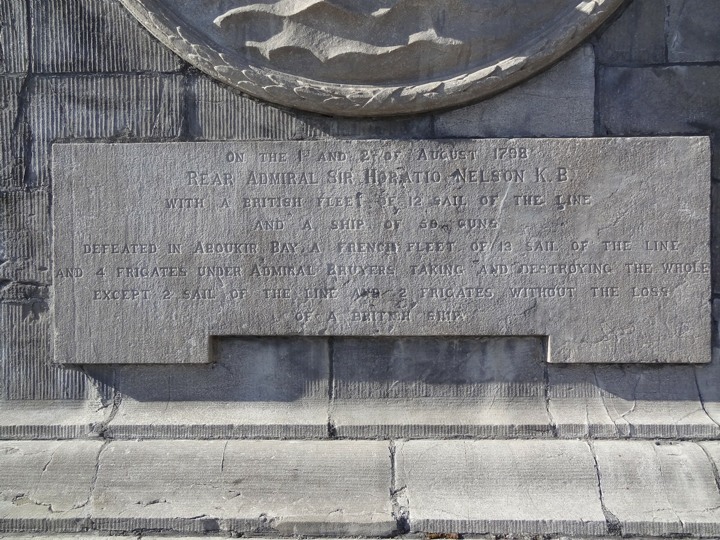 ON THE 1ST AND 2D OF AUGUST 1798
REAR ADMIRAL SIR HORATIO NELSON K.B.
WITH A BRITISH FLEET OF 12 SAIL OF THE LINE
AND A SHIP OF 50 GUNS
DEFEATED IN ABOUKIR BAY, A FRENCH FLEET OF 13 SAIL OF THE LINE
AND 4 FRIGATES UNDER ADMIRAL BRUYERS TAKING AND DESTROYING THE WHOLE
EXCEPT 2 SAIL OF THE LINE AND 2 FRIGATES WITHOUT THE LOSS
OF A BRITISH SHIP